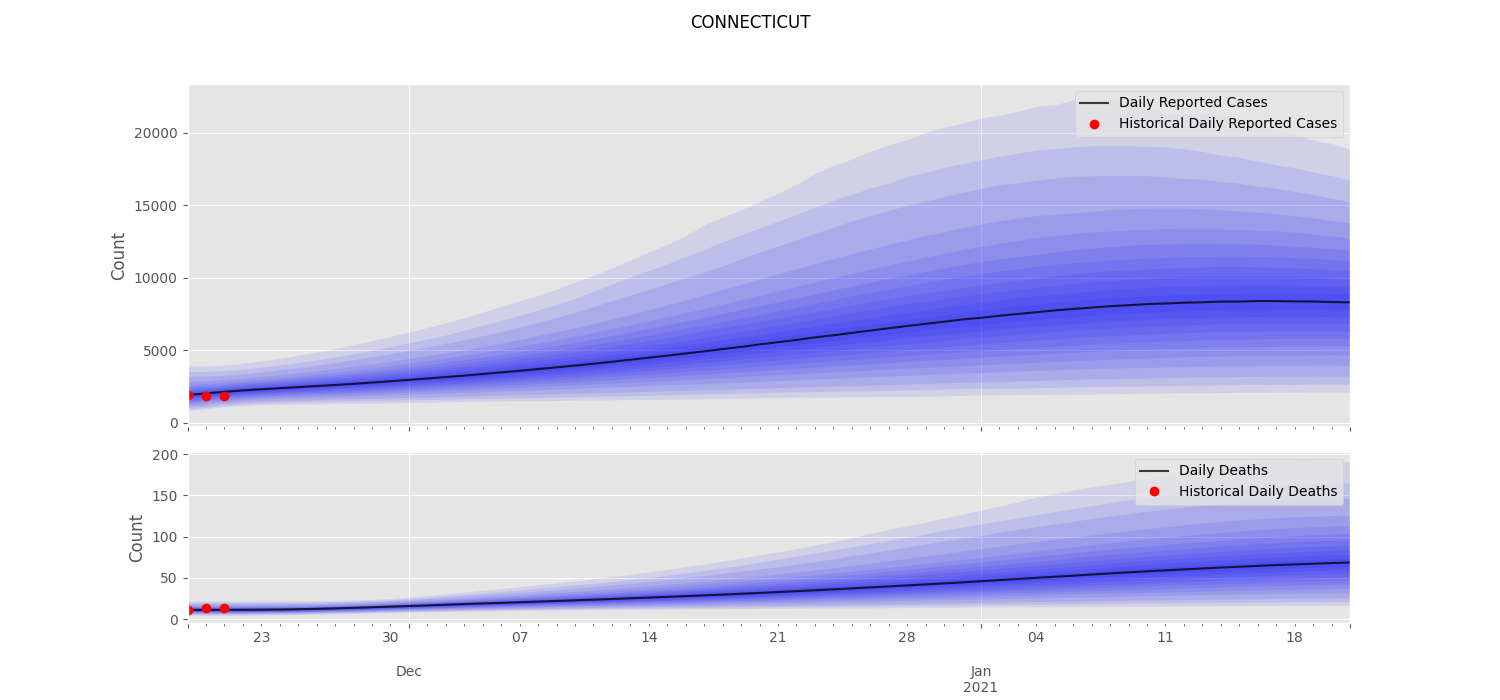 CONNECTICUT
Daily Reported Cases
Historical Daily Reported Cases
20000
15000
10000
5000
0
Count
Daily Deaths
Historical Daily Deaths
200
150
100
50
0
Count
23 30 07 14 21 28 04 11 18
Dec Jan
2021